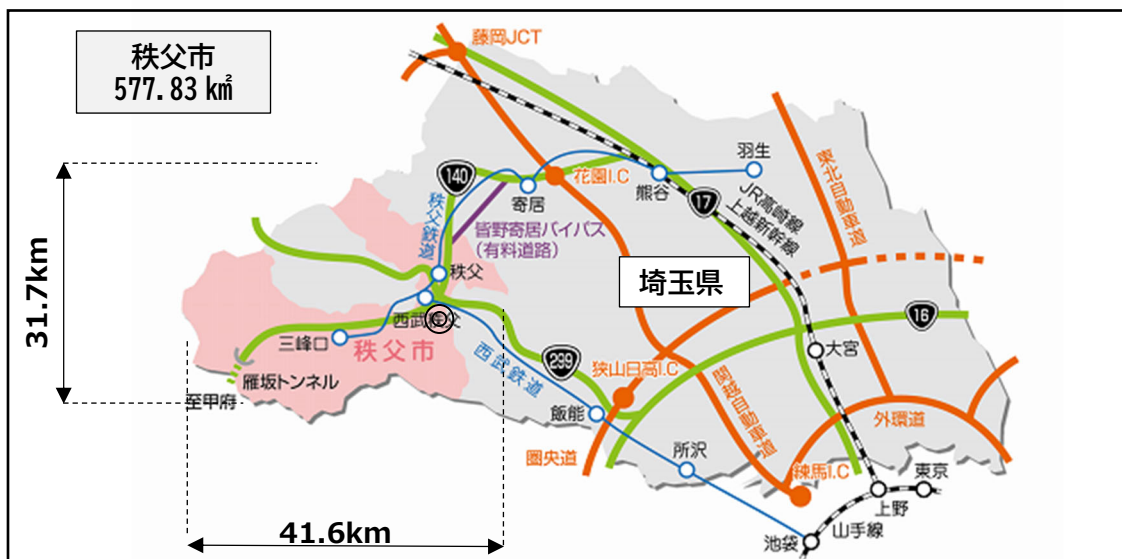 秩父市
577.83 ㎢
藤岡JCT
140
花園I.C
寄居
熊谷
羽生
17
JR高崎線
上越新幹線
東北自動車道
秩父鉄道
皆野寄居バイパス
(有料道路)
31.7km
秩父
埼玉県
16
西武秩父
三峰口
秩父市
西武鉄道
299
狭山日高I.C
関越自動車道
大宮
雁坂トンネル
至甲府
飯能
外環道
圏央道
所沢
練馬I.C
上野
東京
41.6km
池袋
山手線